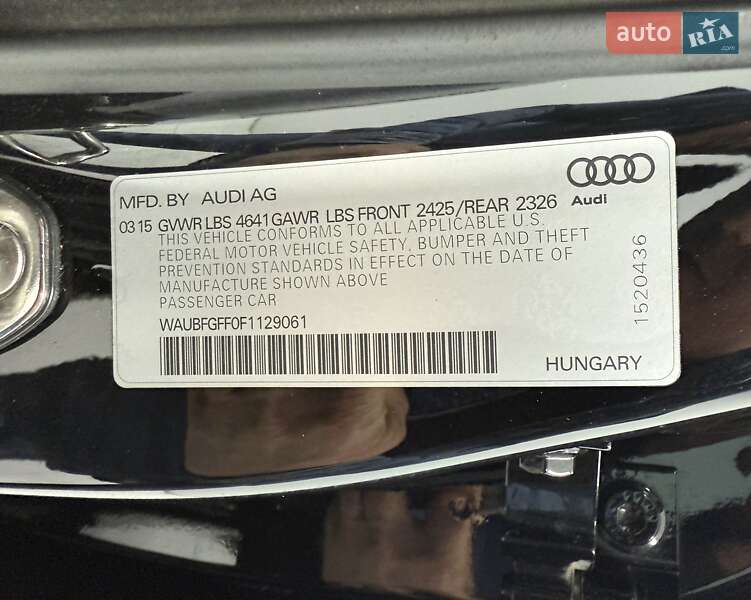 auto RIA .com
MFD. BY AUDI AG
Audi
03 15 GVWR LBS 4641 GAWR LBS FRONT 2425/REAR 2326
THIS VEHICLE CONFORMS TO ALL APPLICABLE U.S.
FEDERAL MOTOR VEHICLE SAFETY, BUMPER AND THEFT
PREVENTION STANDARDS IN EFFECT ON THE DATE OF
MANUFACTURE SHOWN ABOVE
PASSENGER CAR
1520436
WAUBFGFF0F1129061
HUNGARY